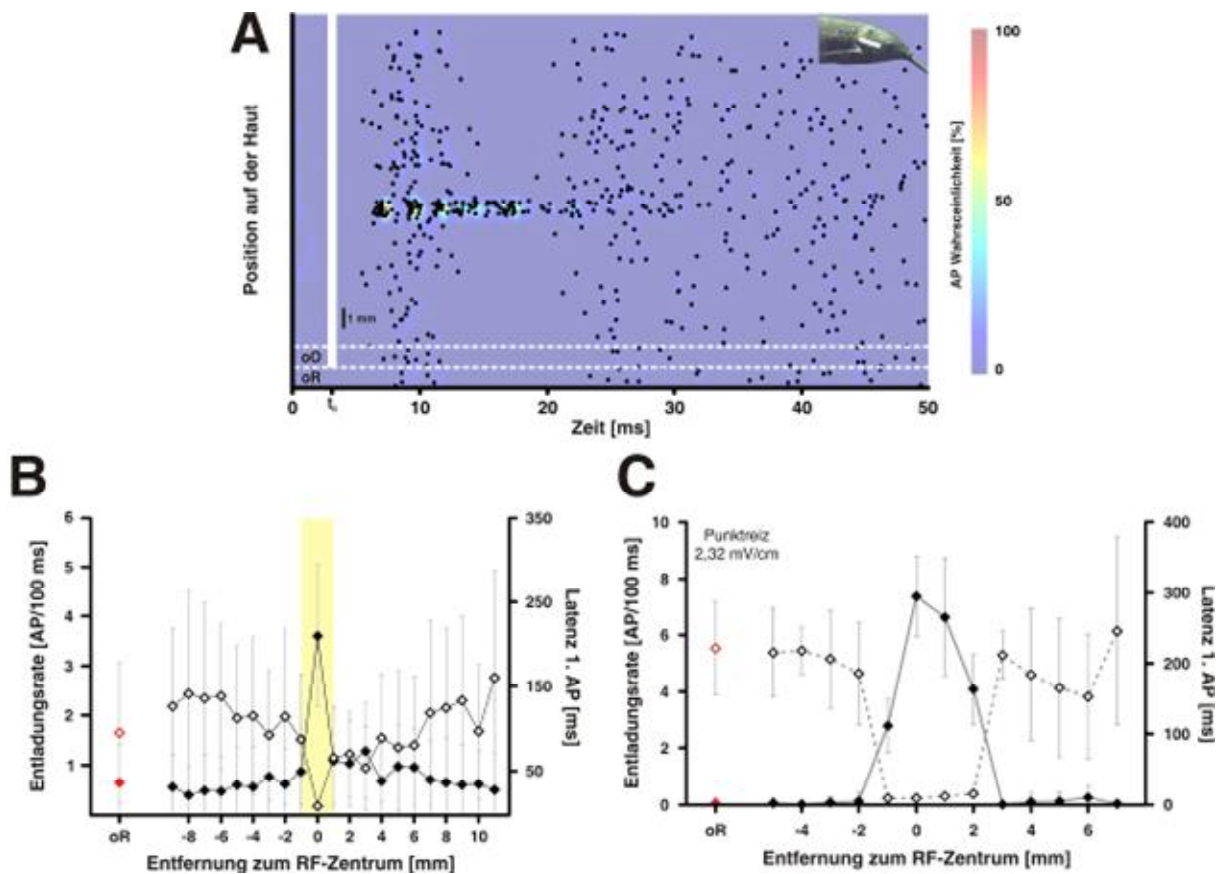 A
100
50
0
AP Wahrsceinlichkeit [%]
Position auf der Haut
1 mm
oO
oR
0
t₀
10
20
30
40
50
Zeit [ms]
B
6
5
4
3
2
1
Entladungsrate [AP/100 ms]
350
250
150
50
Latenz 1. AP
[ms]
oR
-8
-6
-4
-2
0
2
4
6
8
10
Entfernung zum RF-Zentrum [mm]
C
Punktreiz
2,32 mV/cm
10
8
6
4
2
0
Entladungsrate [AP/100 ms]
400
300
200
100
0
Latenz 1. AP
[ms]
oR
-4
-2
0
2
4
6
Entfernung zum RF-Zentrum [mm]